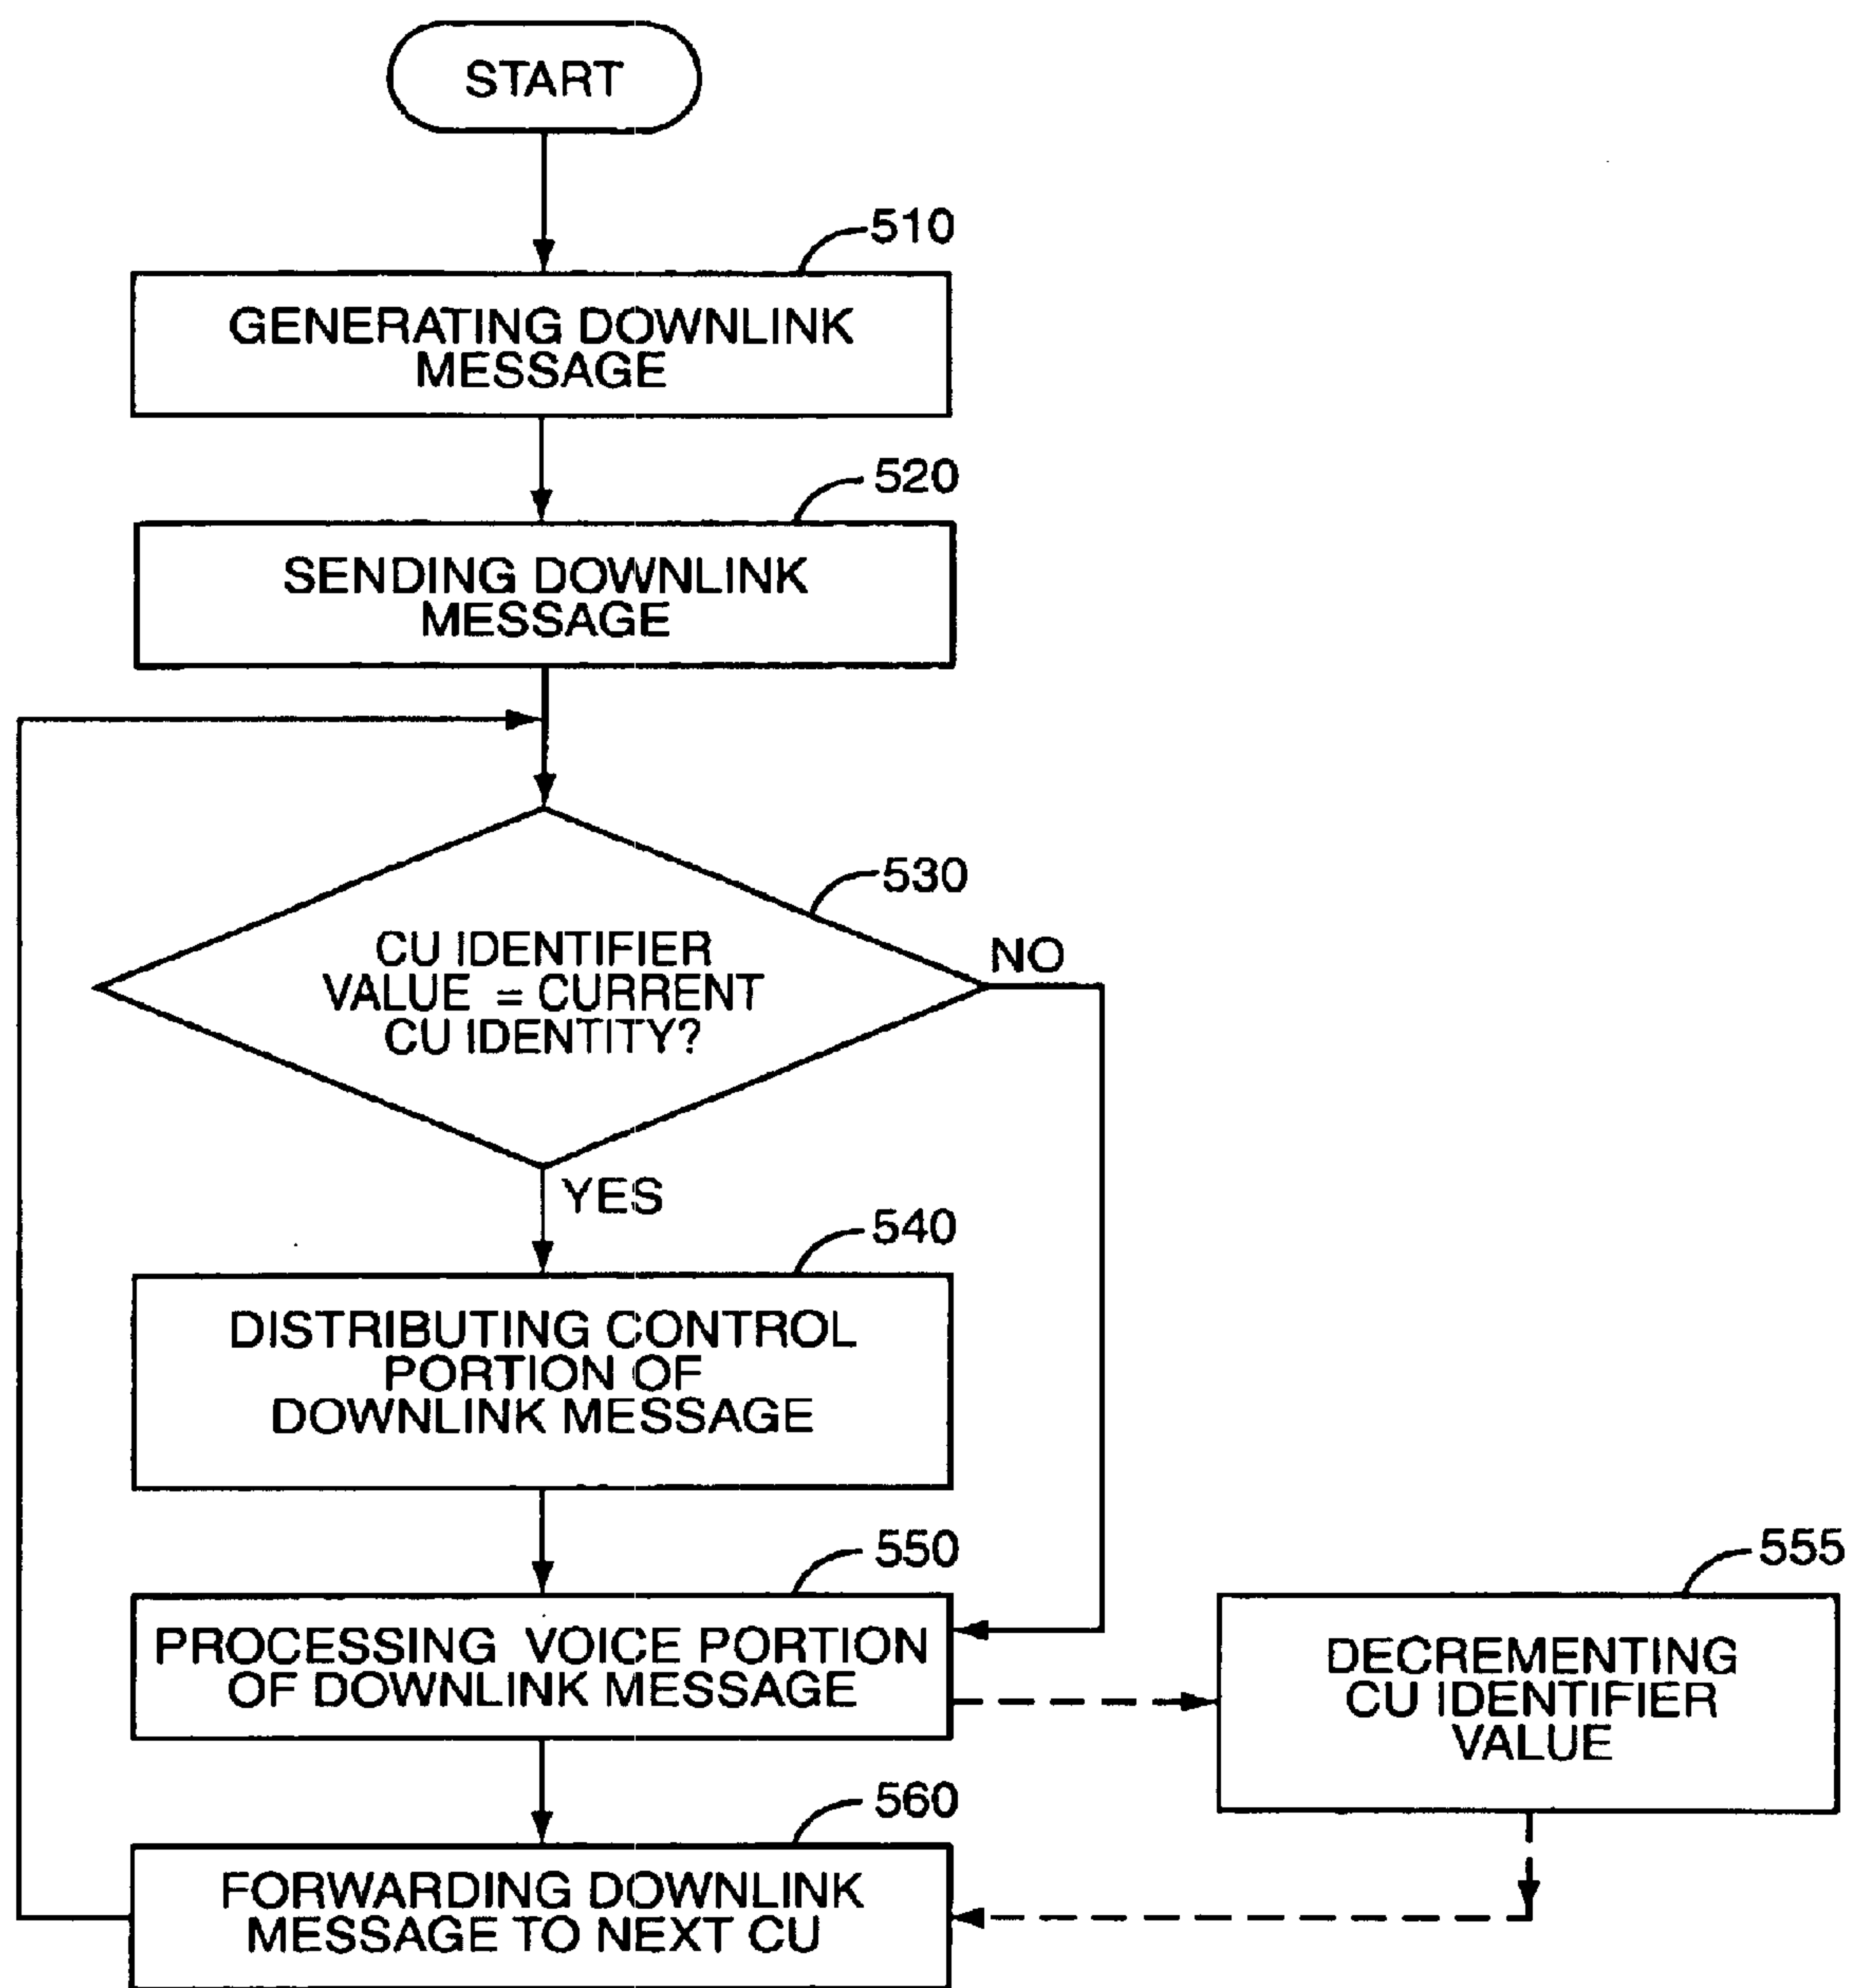 START
510
GENERATING DOWNLINK
MESSAGE
520
SENDING DOWNLINK
MESSAGE
530
CU IDENTIFIER
VALUE = CURRENT
CU IDENTITY?
NO
YES
540
DISTRIBUTING CONTROL
PORTION OF
DOWNLINK MESSAGE
550
PROCESSING VOICE PORTION
OF DOWNLINK MESSAGE
555
DECREMENTING
CU IDENTIFIER
VALUE
560
FORWARDING DOWNLINK
MESSAGE TO NEXT CU